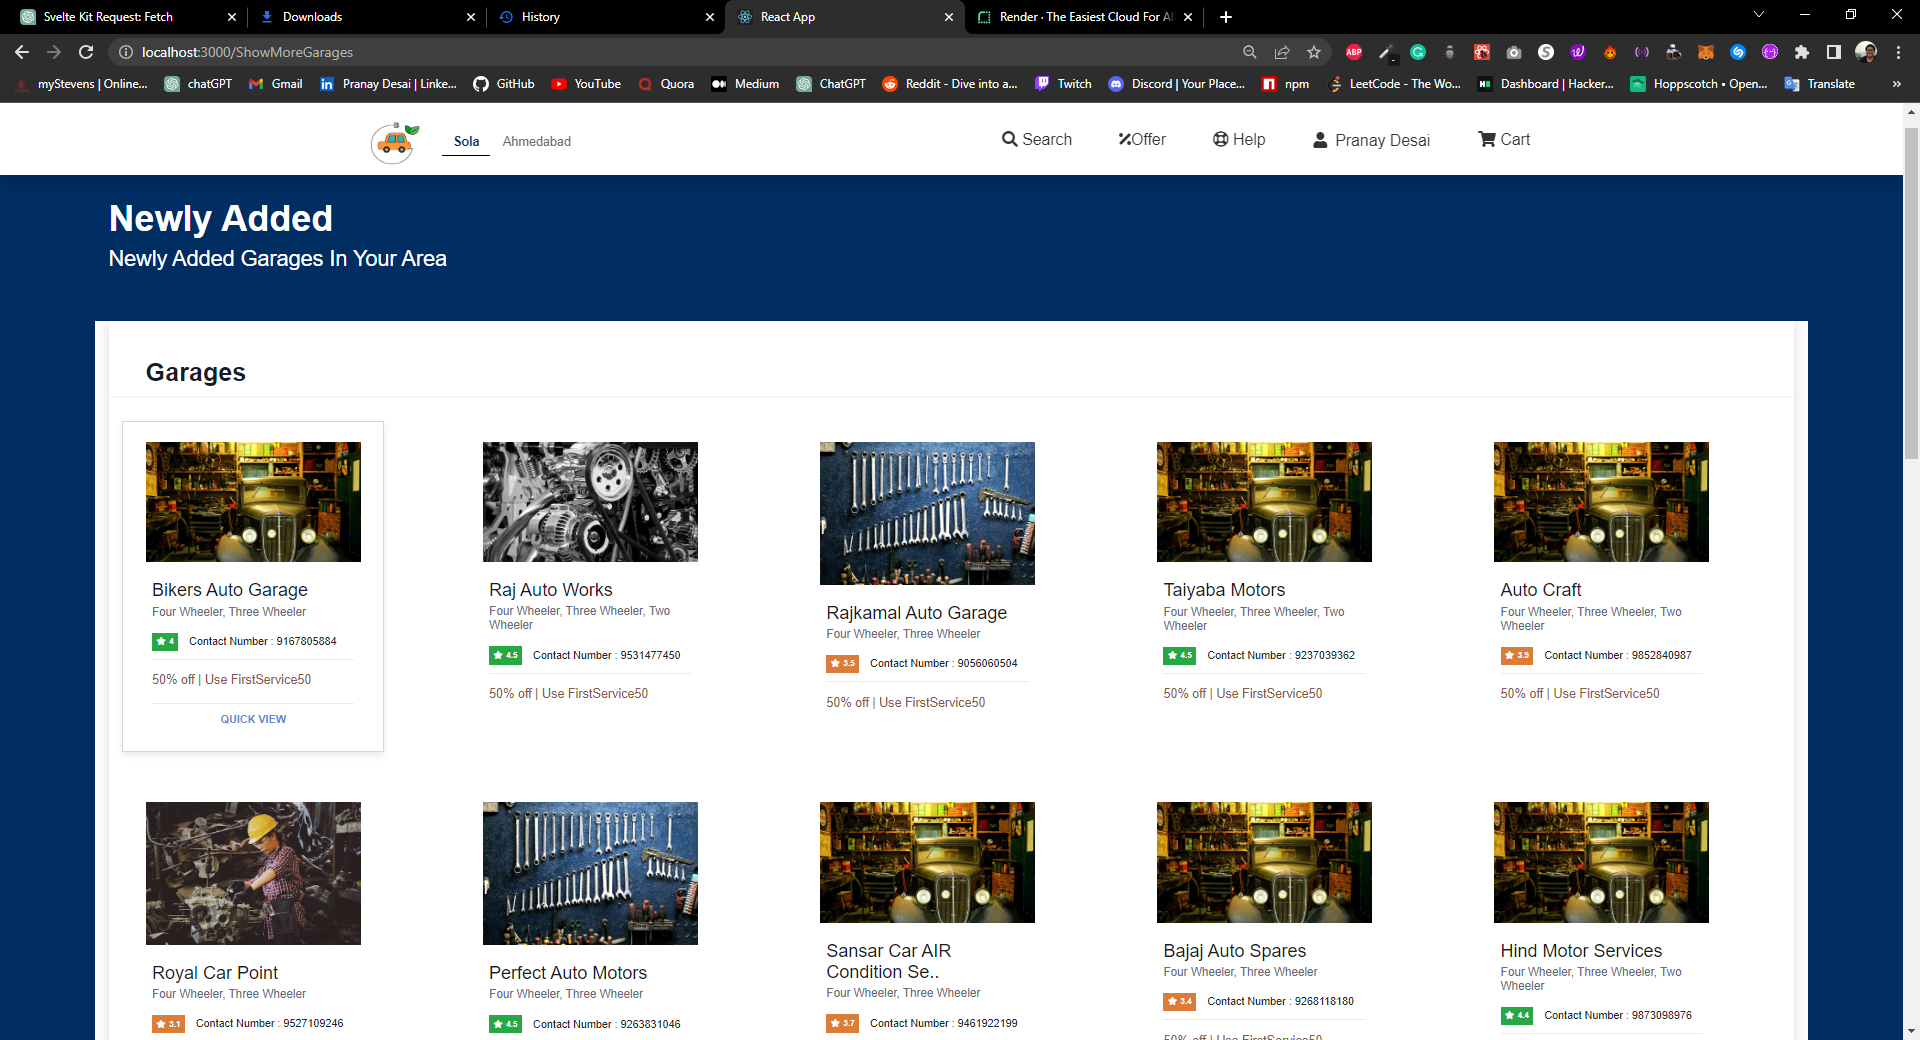 Svelte Kit Request: Fetch
Downloads
History
React App
Render · The Easiest Cloud For Al
localhost:3000/ShowMoreGarages
ABP
myStevens | Online...
chatGPT
Gmail
Pranay Desai | Linke...
GitHub
YouTube
Quora
Medium
ChatGPT
Reddit - Dive into a...
Twitch
Discord | Your Place...
npm
LeetCode - The Wo...
Dashboard | Hacker...
Hoppscotch • Open...
Translate
Sola
Ahmedabad
Search
Offer
Help
Pranay Desai
Cart
Newly Added
Newly Added Garages In Your Area
Garages
Bikers Auto Garage
Four Wheeler, Three Wheeler
4 Contact Number : 9167805884
50% off | Use FirstService50
QUICK VIEW
Raj Auto Works
Four Wheeler, Three Wheeler, Two
Wheeler
4.5 Contact Number : 9531477450
50% off | Use FirstService50
Rajkamal Auto Garage
Four Wheeler, Three Wheeler
3.5 Contact Number : 9056060504
50% off | Use FirstService50
Taiyaba Motors
Four Wheeler, Three Wheeler, Two
Wheeler
4.5 Contact Number : 9237039362
50% off | Use FirstService50
Auto Craft
Four Wheeler, Three Wheeler, Two
Wheeler
3.9 Contact Number : 9852840987
50% off | Use FirstService50
Royal Car Point
Four Wheeler, Three Wheeler
3.1 Contact Number : 9527109246
Perfect Auto Motors
Four Wheeler, Three Wheeler
4.5 Contact Number : 9263831046
Sansar Car AIR
Condition Se..
Four Wheeler, Three Wheeler
3.7 Contact Number : 9461922199
Bajaj Auto Spares
Four Wheeler, Three Wheeler
3.4 Contact Number : 9268118180
50% off | Use FirstService50
Hind Motor Services
Four Wheeler, Three Wheeler, Two
Wheeler
4.4 Contact Number : 9873098976